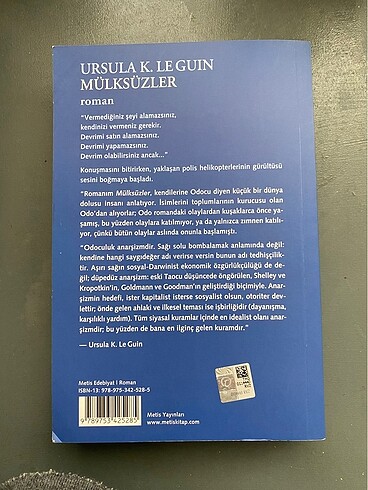 URSULA K. LE GUIN
MÜLKSÜZLER
roman
"Vermediğiniz şeyi alamazsınız,
kendinizi vermeniz gerekir.
Devrimi satın alamazsınız.
Devrimi yapamazsınız.
Devrim olabilirsiniz ancak..."
Konuşmasını bitirirken, yaklaşan polis helikopterlerinin gürültüsü
sesini boğmaya başladı.
"Romanım Mülksüzler, kendilerine Odocu diyen küçük bir dünya
dolusu insanı anlatıyor. İsimlerini toplumlarının kurucusu olan
Odo'dan alıyorlar; Odo romandaki olaylardan kuşaklarca önce ya-
şamış, bu yüzden olaylara katılmıyor, ya da yalnızca zımnen katılı-
yor, çünkü bütün olaylar aslında onunla başlamıştı.
"Odoculuk anarşizmdir. Sağı solu bombalamak anlamında değil:
kendine hangi saygıdeğer adı verirse versin bunun adı tedhişçilik-
tir. Aşırı sağın sosyal-Darwinist ekonomik özgürlükçülüğü de de-
ğil; düpedüz anarşizm: eski Taocu düşüncede öngörülen, Shelley ve
Kropotkin'in, Goldmann ve Goodman'ın geliştirdiği biçimiyle. Anar-
şizmin hedefi, ister kapitalist isterse sosyalist olsun, otoriter dev-
lettir; önde gelen ahlaki ve ilkesel teması ise işbirliğidir (dayanışma,
karşılıklı yardım). Tüm siyasal kuramlar içinde en idealist olanı anar-
şizmdir; bu yüzden de bana en ilginç gelen kuramdır."
— Ursula K. Le Guin
Metis Edebiyat I Roman
ISBN-13: 978-975-342-528-5
9 789753 425285
Metis Yayınları
www.metiskitap.com